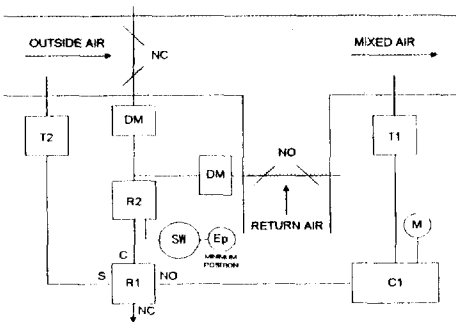 OUTSIDE AIR
MIXED AIR
NC
T2
DM
NO
T1
DM
R2
RETURN AIR
M
SW
Ep
MINIMUM
POSITION
C
S
R1
NO
C1
NC